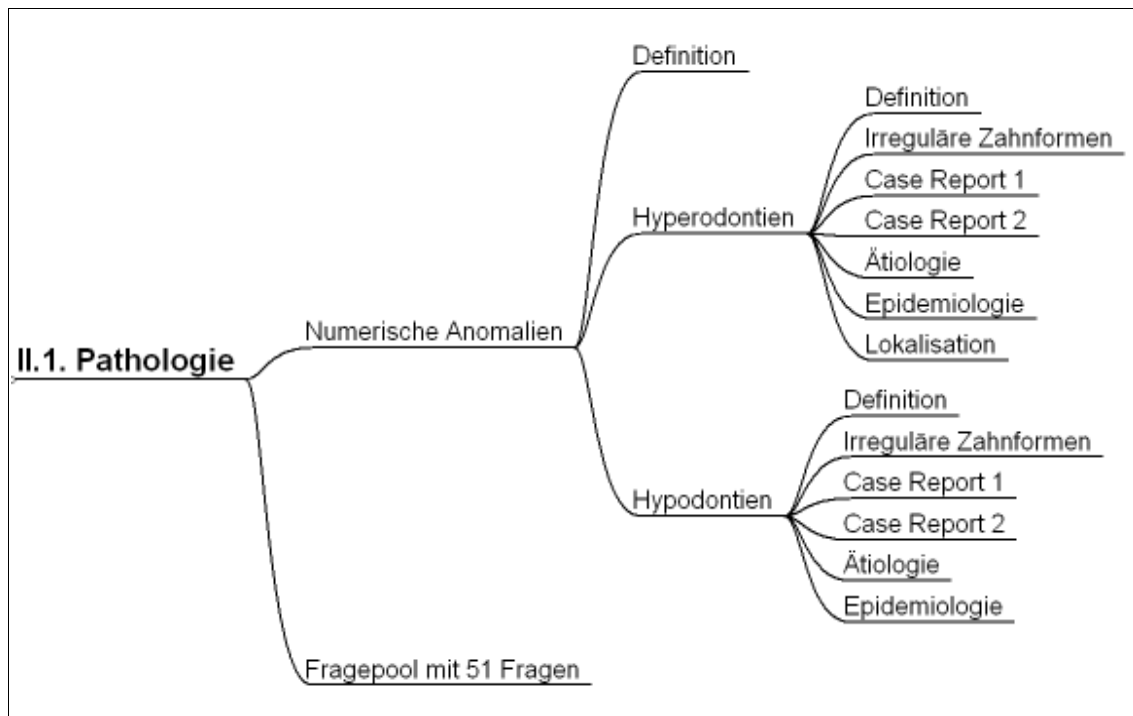 II.1. Pathologie
Numerische Anomalien
Definition
Hyperodontien
Definition
Irreguläre Zahnformen
Case Report 1
Case Report 2
Ätiologie
Epidemiologie
Lokalisation
Hypodontien
Definition
Irreguläre Zahnformen
Case Report 1
Case Report 2
Ätiologie
Epidemiologie
Fragepool mit 51 Fragen